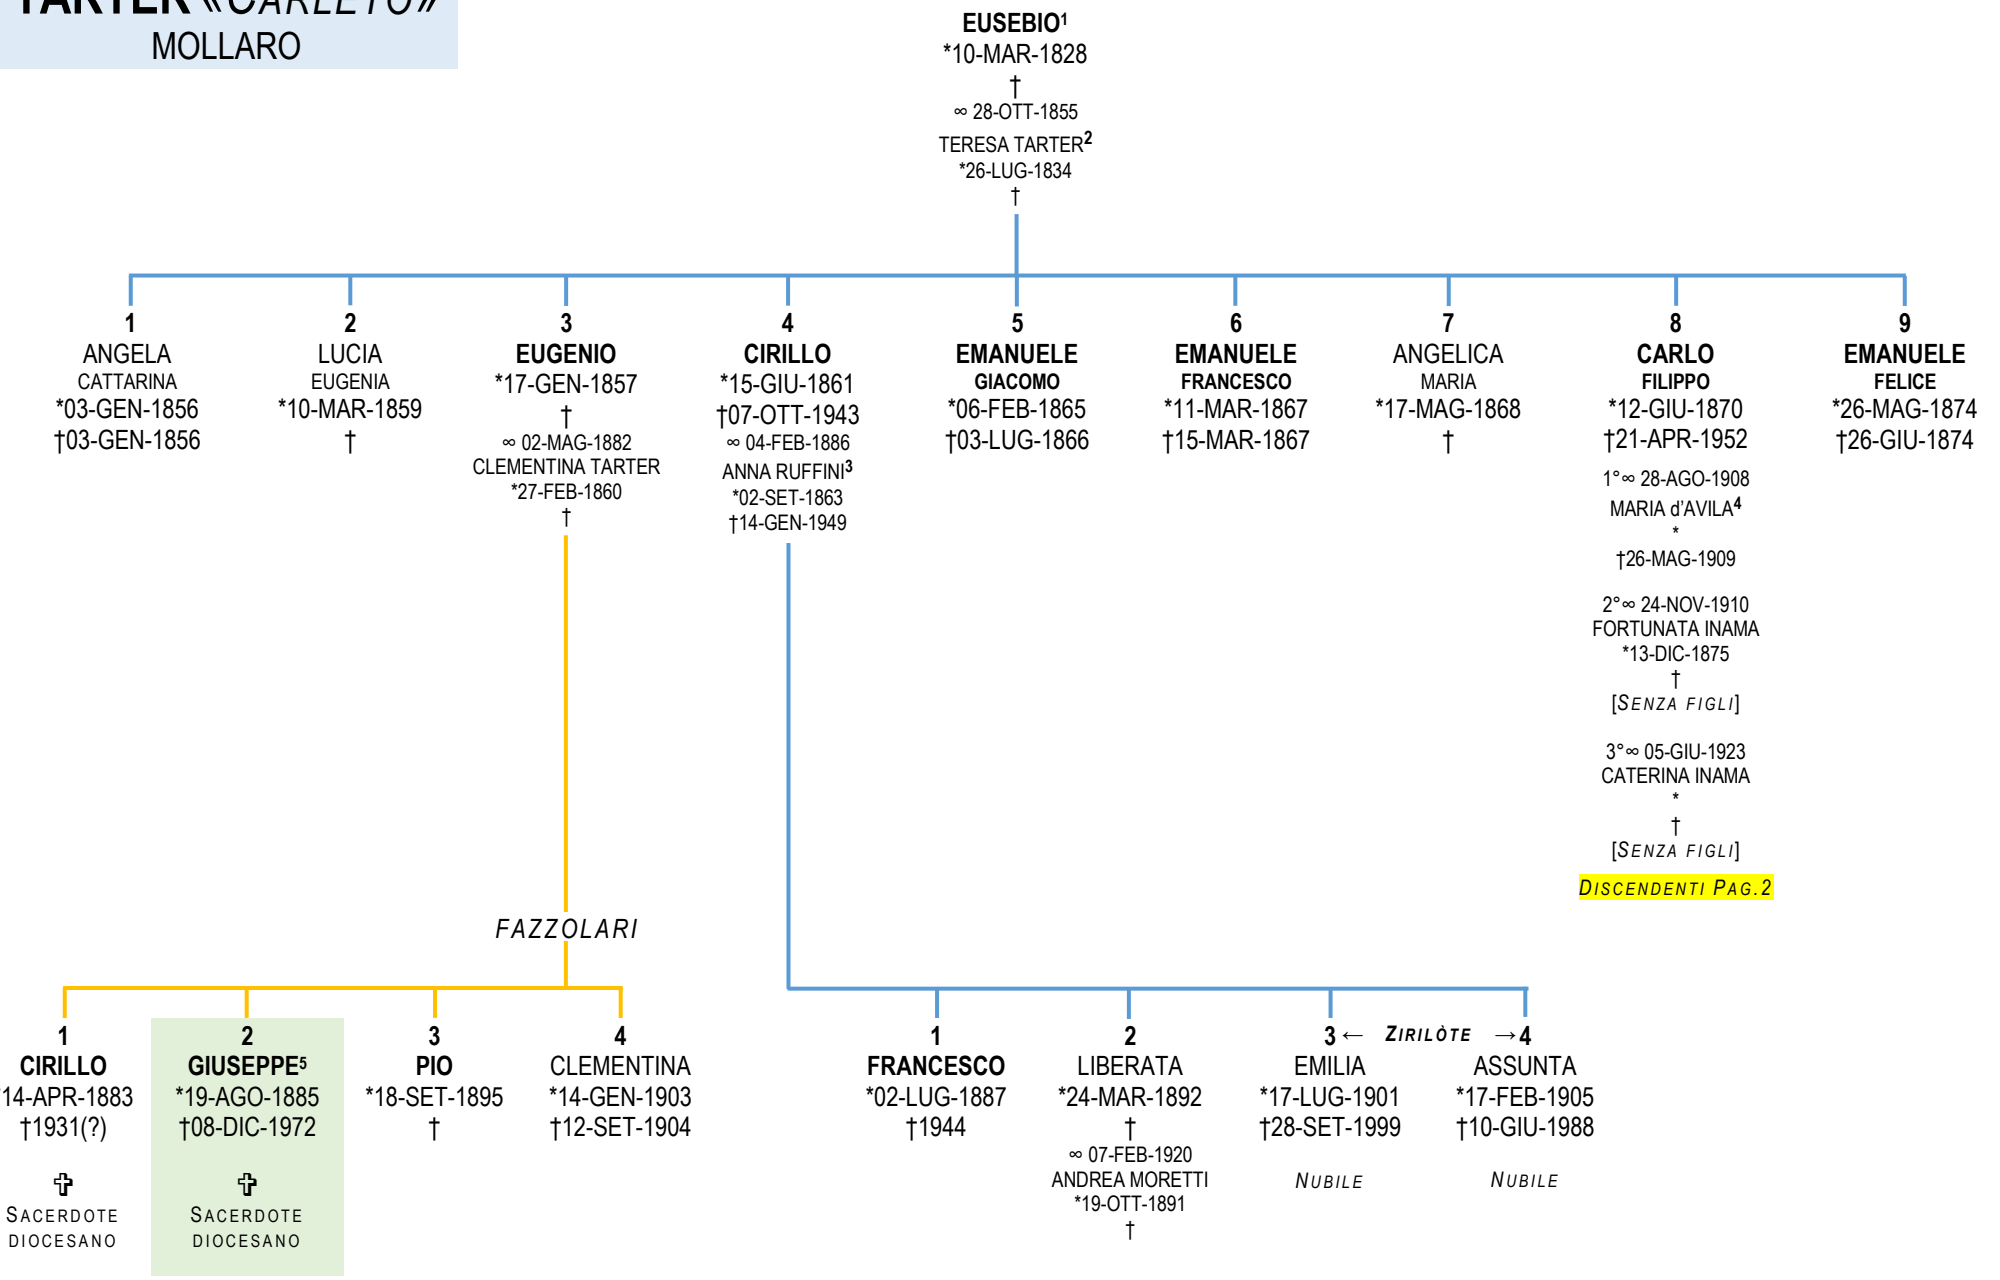 TARTER «CARLETO»
MOLLARO
EUSEBIO¹
*10-MAR-1828
†
∞ 28-OTT-1855
TERESA TARTER²
*26-LUG-1834
†
1
ANGELA
CATTARINA
*03-GEN-1856
†03-GEN-1856
2
LUCIA
EUGENIA
*10-MAR-1859
†
3
EUGENIO
*17-GEN-1857
†
∞ 02-MAG-1882
CLEMENTINA TARTER
*27-FEB-1860
†
4
CIRILLO
*15-GIU-1861
†07-OTT-1943
∞ 04-FEB-1886
ANNA RUFFINI³
*02-SET-1863
†14-GEN-1949
5
EMANUELE
GIACOMO
*06-FEB-1865
†03-LUG-1866
6
EMANUELE
FRANCESCO
*11-MAR-1867
†15-MAR-1867
7
ANGELICA
MARIA
*17-MAG-1868
†
8
CARLO
FILIPPO
*12-GIU-1870
†21-APR-1952
1°∞ 28-AGO-1908
MARIA d'AVILA⁴
*
†26-MAG-1909
2°∞ 24-NOV-1910
FORTUNATA INAMA
*13-DIC-1875
†
[SENZA FIGLI]
3°∞ 05-GIU-1923
CATERINA INAMA
*
†
[SENZA FIGLI]
DISCENDENTI PAG.2
9
EMANUELE
FELICE
*26-MAG-1874
†26-GIU-1874
FAZZOLARI
1
CIRILLO
14-APR-1883
†1931(?)
✞
SACERDOTE
DIOCESANO
2
GIUSEPPE⁵
*19-AGO-1885
†08-DIC-1972
✞
SACERDOTE
DIOCESANO
3
PIO
*18-SET-1895
†
4
CLEMENTINA
*14-GEN-1903
†12-SET-1904
1
FRANCESCO
*02-LUG-1887
†1944
2
LIBERATA
*24-MAR-1892
†
∞ 07-FEB-1920
ANDREA MORETTI
*19-OTT-1891
†
3 ← ZIRILÒTE →4
EMILIA
*17-LUG-1901
†28-SET-1999
NUBILE
ASSUNTA
*17-FEB-1905
†10-GIU-1988
NUBILE